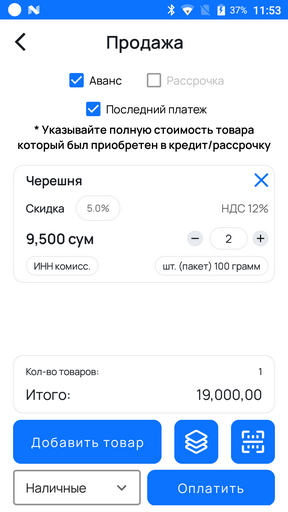 37% 11:53
Продажа
Аванс Рассрочка
Последний платеж
* Указывайте полную стоимость товара
который был приобретен в кредит/рассрочку
Черешня
Скидка 5.0% НДС 12%
9,500 сум 2
ИНН комисс. шт. (пакет) 100 грамм
Кол-во товаров: 1
Итого: 19,000,00
Добавить товар
Наличные Оплатить